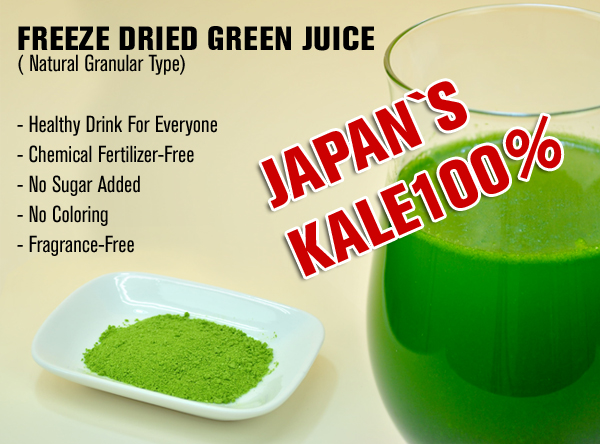 FREEZE DRIED GREEN JUICE
( Natural Granular Type)
- Healthy Drink For Everyone
- Chemical Fertilizer-Free
- No Sugar Added
- No Coloring
- Fragrance-Free
JAPAN`S
KALE100%